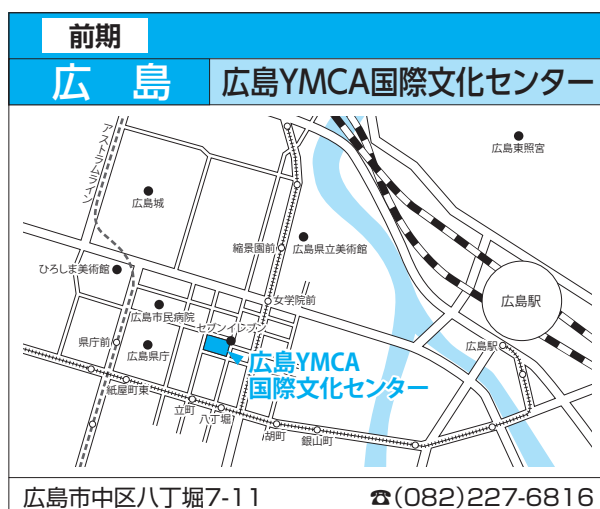 前期
広島
広島YMCA国際文化センター
アストラムライン
広島東照宮
広島城
縮景園前
広島県立美術館
ひろしま美術館
女学院前
広島駅
広島市民病院
セブンイレブン
県庁前
広島県庁
広島駅
広島YMCA
国際文化センター
紙屋町東
立町
八丁堀
胡町
銀山町
広島市中区八丁堀7-11
☎(082)227-6816